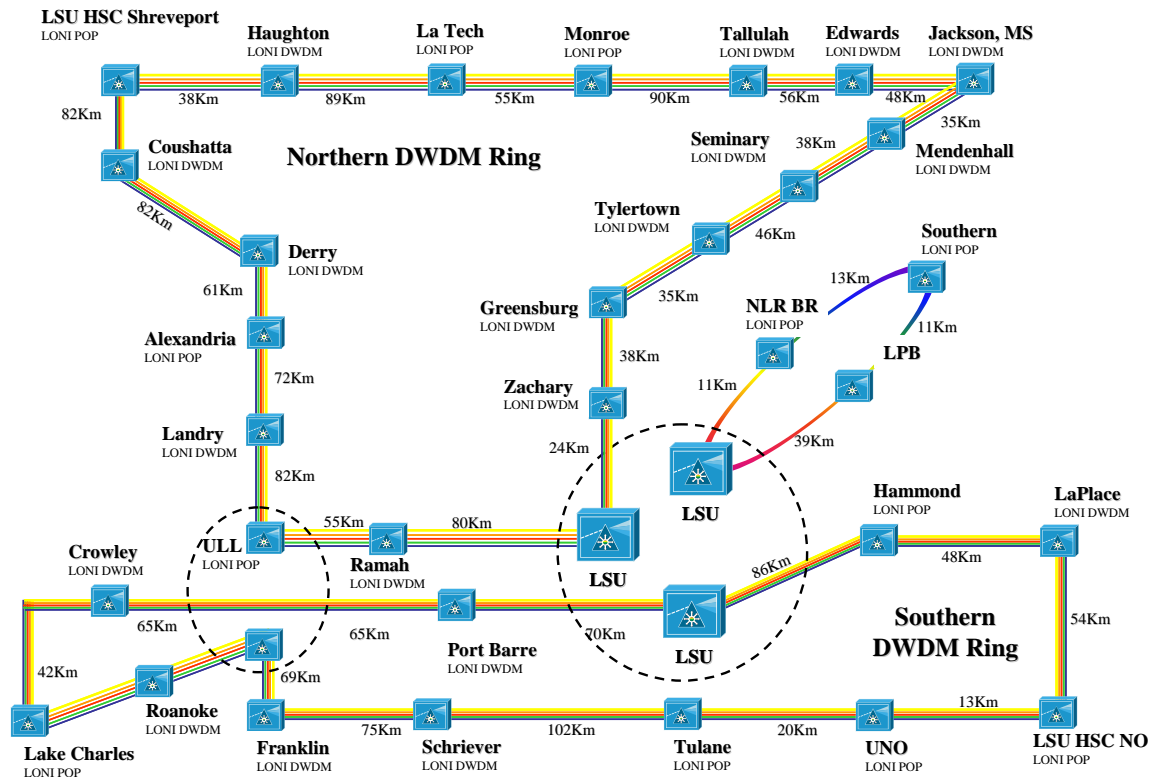 LSU HSC Shreveport
LONI POP
Haughton
LONI DWDM
La Tech
LONI POP
Monroe
LONI POP
Tallulah
LONI DWDM
Edwards
LONI DWDM
Jackson, MS
LONI DWDM
38Km
89Km
55Km
90Km
56Km
48Km
82Km
35Km
Coushatta
LONI DWDM
Northern DWDM Ring
Seminary
LONI DWDM
38Km
Mendenhall
LONI DWDM
82Km
Tylertown
LONI DWDM
46Km
Derry
LONI DWDM
Southern
LONI POP
61Km
35Km
13Km
Greensburg
LONI DWDM
NLR BR
LONI POP
11Km
Alexandria
LONI POP
38Km
LPB
72Km
Zachary
LONI DWDM
11Km
Landry
LONI DWDM
39Km
24Km
82Km
LSU
Hammond
LONI POP
LaPlace
LONI DWDM
55Km
80Km
ULL
LONI POP
Crowley
LONI DWDM
Ramah
LONI DWDM
LSU
86Km
48Km
65Km
65Km
70Km
Southern
DWDM Ring
54Km
Port Barre
LONI DWDM
LSU
42Km
69Km
Roanoke
LONI DWDM
13Km
75Km
102Km
20Km
Lake Charles
LONI POP
Franklin
LONI DWDM
Schriever
LONI DWDM
Tulane
LONI POP
UNO
LONI POP
LSU HSC NO
LONI POP